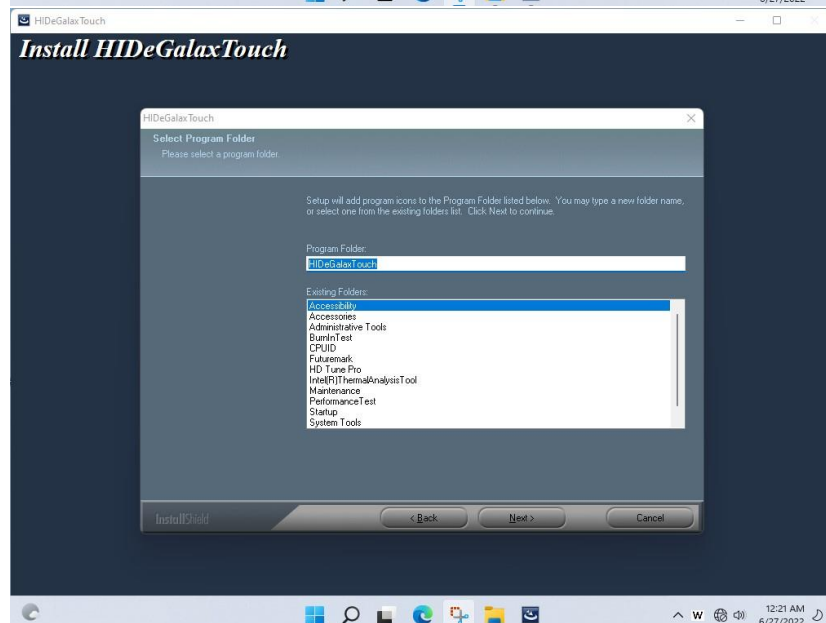 6/27/2022
HIDeGalaxTouch
Install HIDeGalaxTouch
HIDeGalaxTouch
Select Program Folder
Please select a program folder.
Setup will add program icons to the Program Folder listed below. You may type a new folder name,
or select one from the existing folders list. Click Next to continue.
Program Folder:
HIDeGalaxTouch
Existing Folders:
Accessibility
Accessories
Administrative Tools
BurnInTest
CPUID
Futuremark
HD Tune Pro
Intel(R)ThermalAnalysisTool
Maintenance
PerformanceTest
Startup
System Tools
InstallShield
< Back
Next >
Cancel
W
12:21 AM
6/27/2022